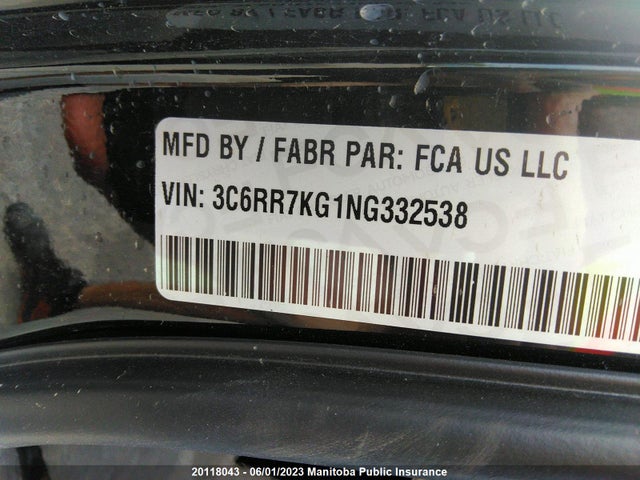 MFD BY / FABR PAR: FCA US LLC
VIN: 3C6RR7KG1NG332538
20118043 - 06/01/2023 Manitoba Public Insurance